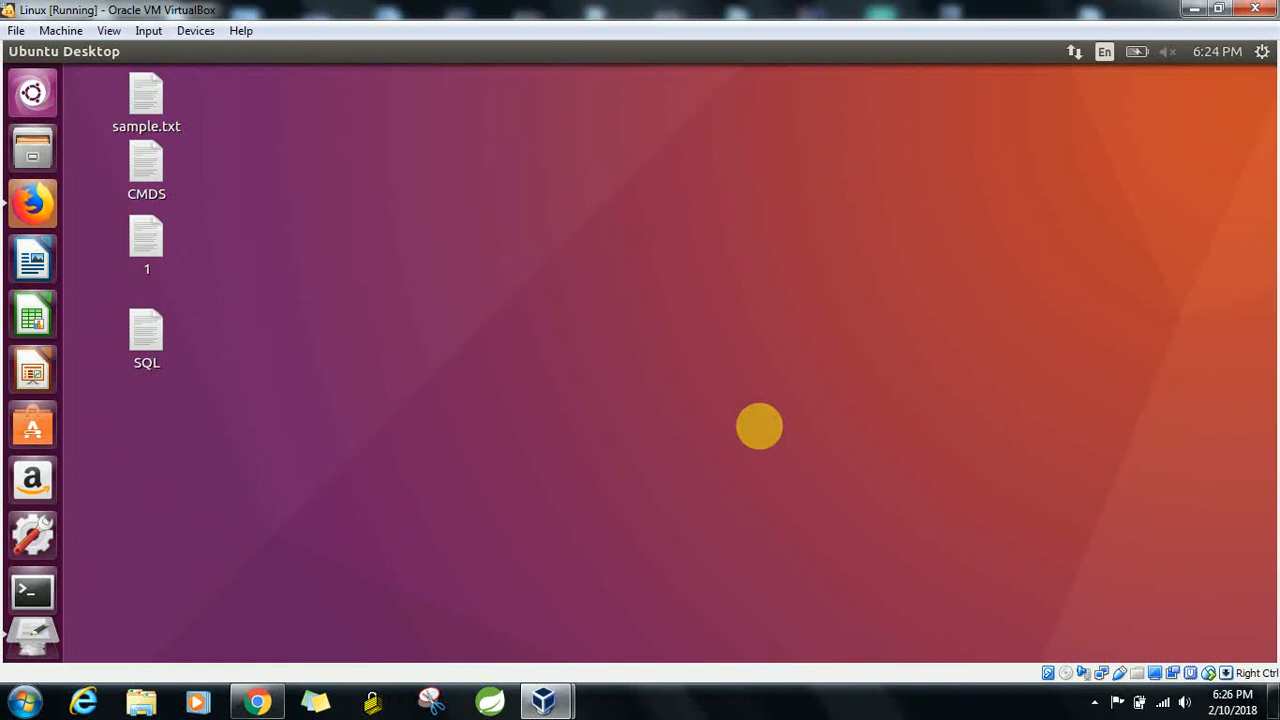 Linux [Running] - Oracle VM VirtualBox
File Machine View Input Devices Help
Ubuntu Desktop
En
6:24 PM
sample.txt
CMDS
1
SQL
a
>_
Right Ctrl
6:26 PM
2/10/2018